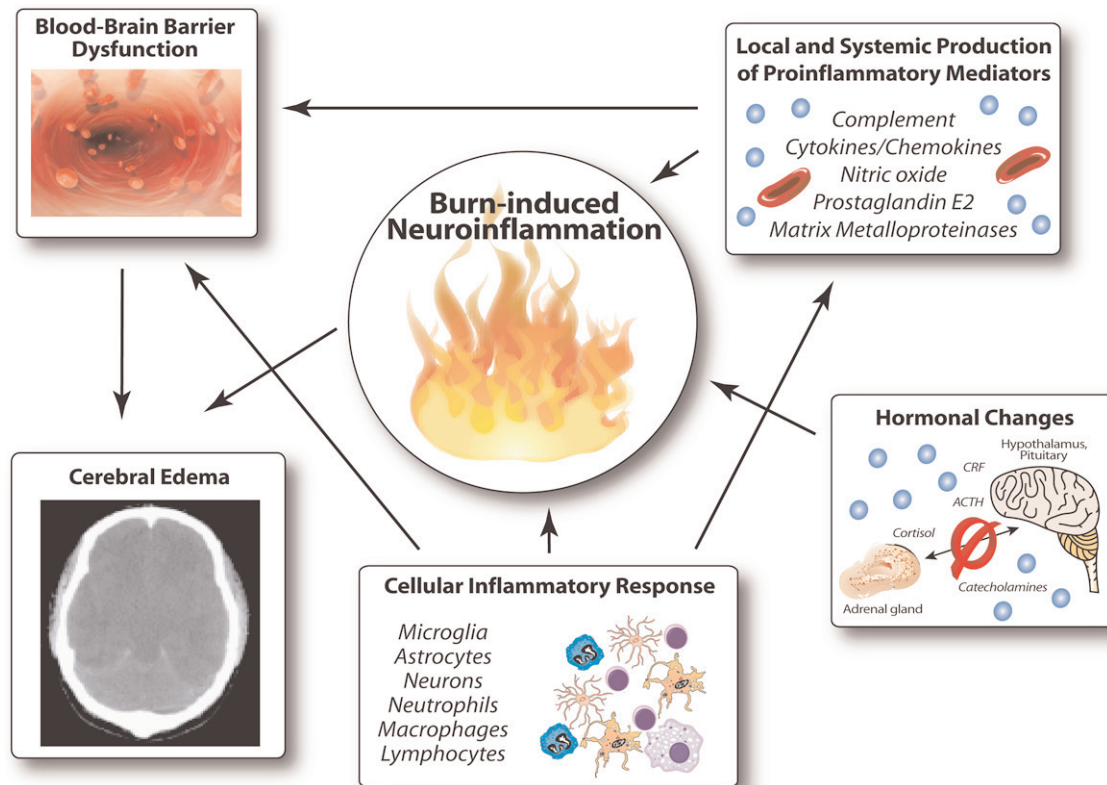 Blood-Brain Barrier
Dysfunction
Local and Systemic Production
of Proinflammatory Mediators
Complement
Cytokines/Chemokines
Nitric oxide
Prostaglandin E2
Matrix Metalloproteinases
Burn-induced
Neuroinflammation
Hormonal Changes
Hypothalamus,
Pituitary
CRF
ACTH
Cortisol
Catecholamines
Adrenal gland
Cerebral Edema
Cellular Inflammatory Response
Microglia
Astrocytes
Neurons
Neutrophils
Macrophages
Lymphocytes